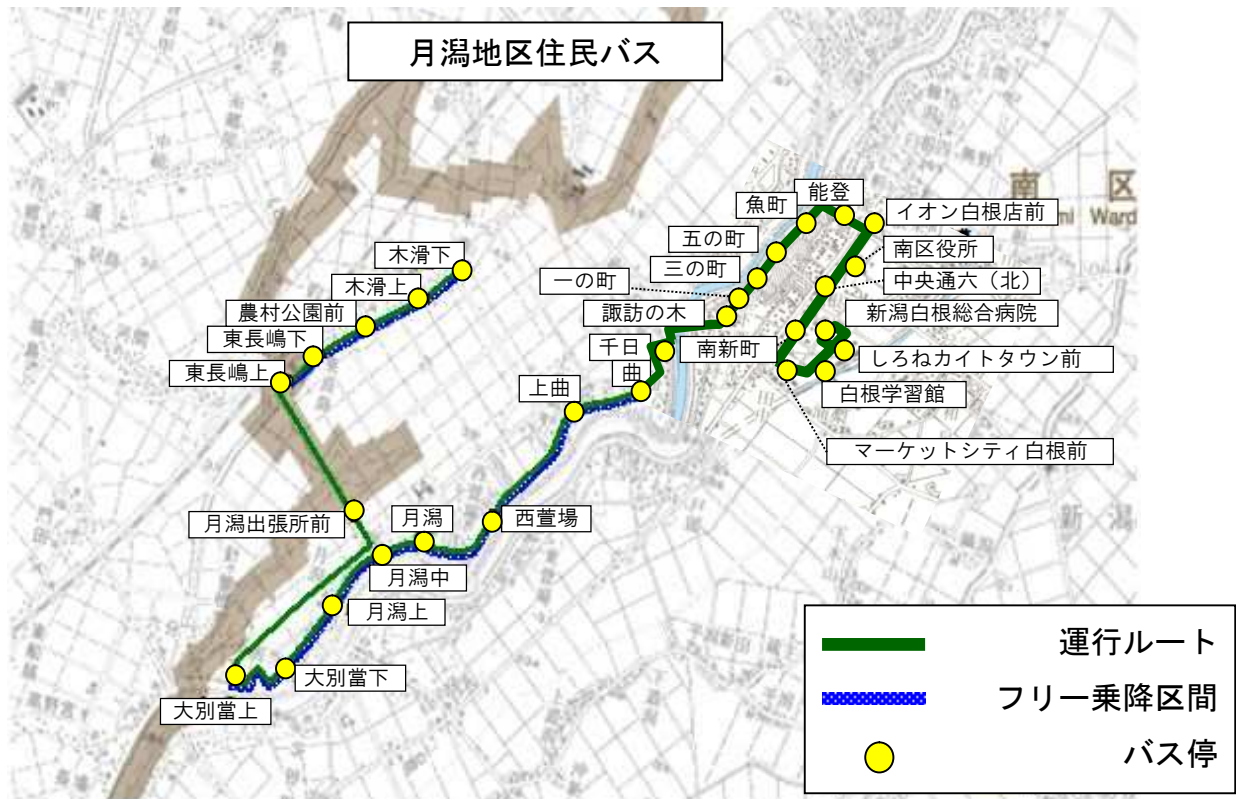 月潟地区住民バス
南 区
Ward
能登
魚町
イオン白根店前
五の町
南区役所
木滑下
三の町
一の町
中央通六（北）
木滑上
農村公園前
諏訪の木
新潟白根総合病院
東長嶋下
千日
南新町
しろねカイトタウン前
東長嶋上
上曲
曲
白根学習館
マーケットシティ白根前
月潟出張所前
月潟
西萱場
新潟
月潟中
月潟上
大別當下
大別當上
運行ルート
フリー乗降区間
バス停